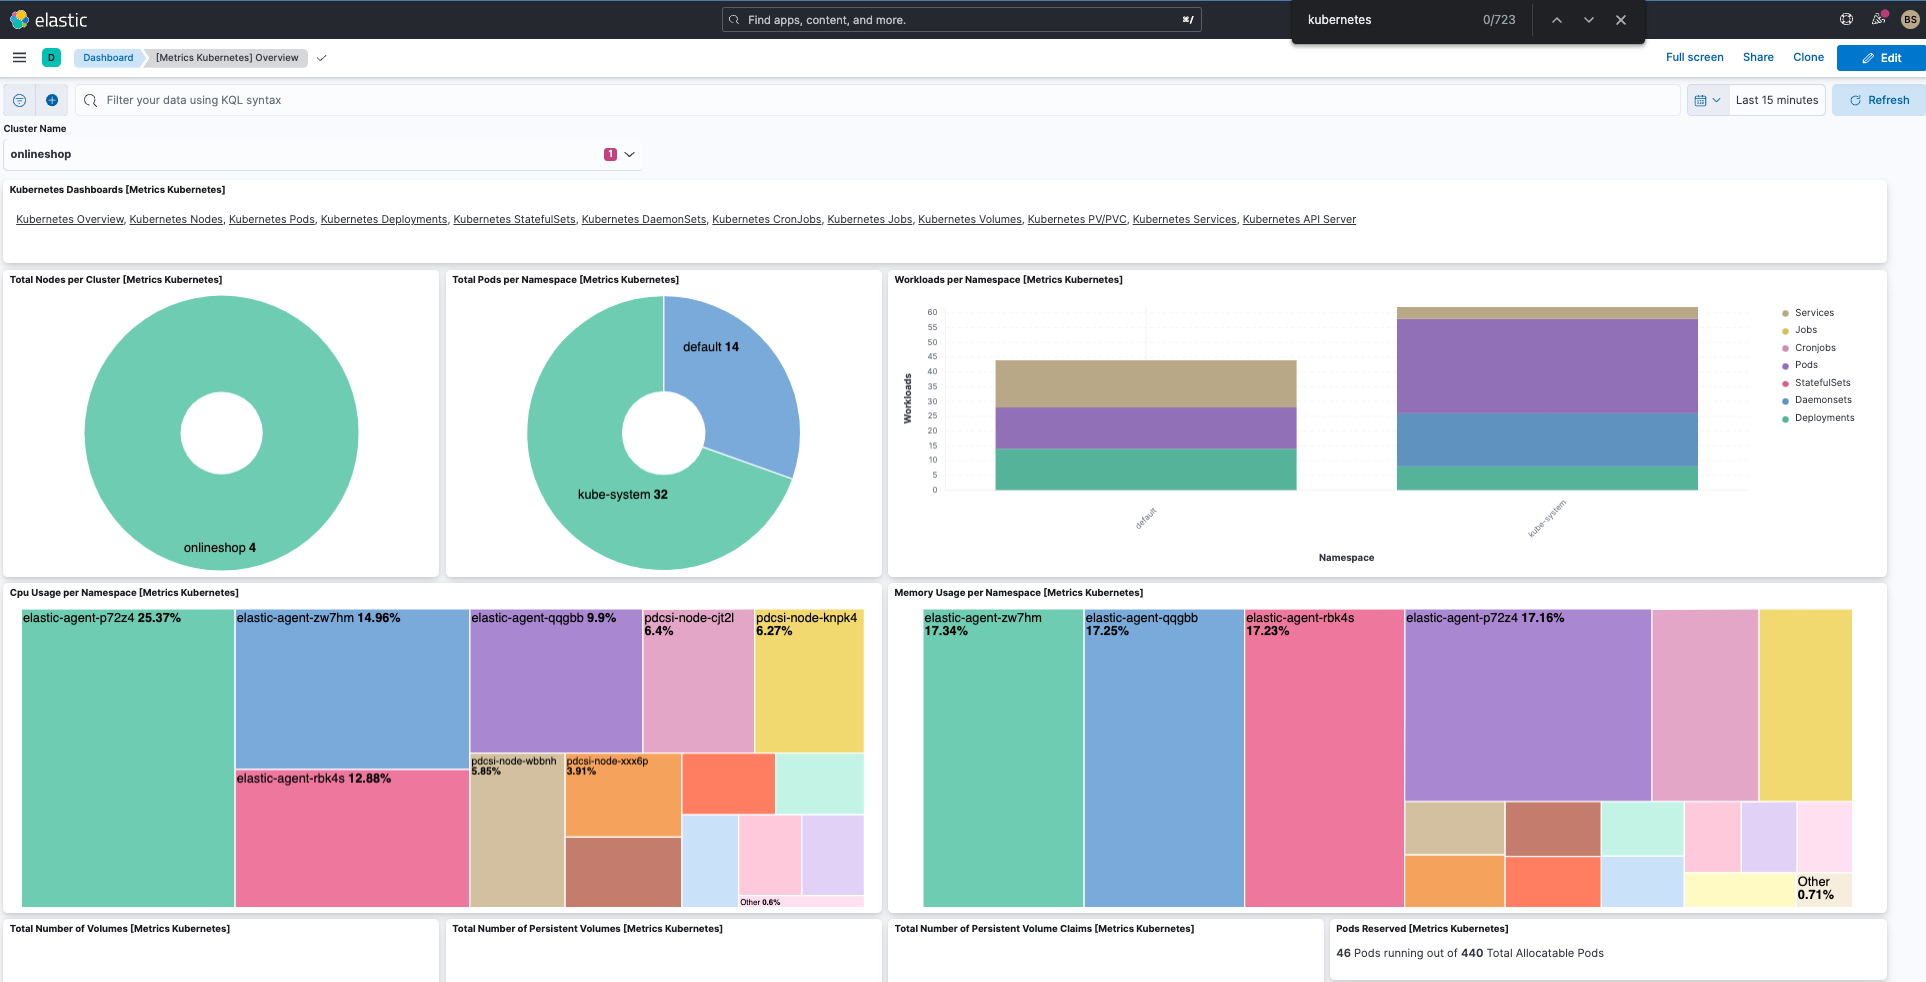 elastic
Find apps, content, and more.
⌘/
kubernetes
0/723
BS
D
Dashboard
[Metrics Kubernetes] Overview
Full screen
Share
Clone
Edit
Filter your data using KQL syntax
Last 15 minutes
Refresh
Cluster Name
onlineshop
1
Kubernetes Dashboards [Metrics Kubernetes]
Kubernetes Overview, Kubernetes Nodes, Kubernetes Pods, Kubernetes Deployments, Kubernetes StatefulSets, Kubernetes DaemonSets, Kubernetes CronJobs, Kubernetes Jobs, Kubernetes Volumes, Kubernetes PV/PVC, Kubernetes Services, Kubernetes API Server
Total Nodes per Cluster [Metrics Kubernetes]
onlineshop 4
Total Pods per Namespace [Metrics Kubernetes]
default 14
kube-system 32
Workloads per Namespace [Metrics Kubernetes]
Workloads
60
55
50
45
40
35
30
25
20
15
10
5
0
default
kube-system
Namespace
Services
Jobs
Cronjobs
Pods
StatefulSets
Daemonsets
Deployments
Cpu Usage per Namespace [Metrics Kubernetes]
elastic-agent-p72z4 25.37%
elastic-agent-zw7hm 14.96%
elastic-agent-qqgbb 9.9%
pdcsi-node-cjt2l
6.4%
pdcsi-node-knpk4
6.27%
elastic-agent-rbk4s 12.88%
pdcsi-node-wbbnh
5.85%
pdcsi-node-xxx6p
3.91%
Other 0.6%
Memory Usage per Namespace [Metrics Kubernetes]
elastic-agent-zw7hm
17.34%
elastic-agent-qqgbb
17.25%
elastic-agent-rbk4s
17.23%
elastic-agent-p72z4 17.16%
Other
0.71%
Total Number of Volumes [Metrics Kubernetes]
Total Number of Persistent Volumes [Metrics Kubernetes]
Total Number of Persistent Volume Claims [Metrics Kubernetes]
Pods Reserved [Metrics Kubernetes]
46 Pods running out of 440 Total Allocatable Pods